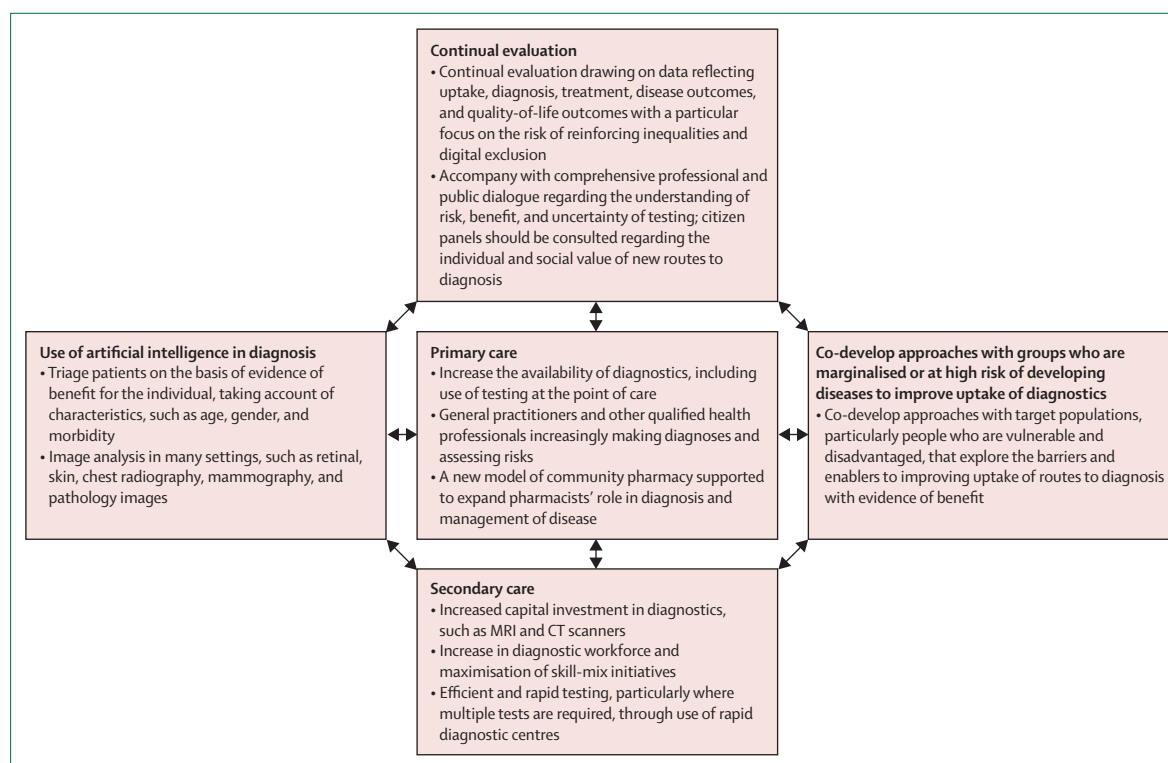 Continual evaluation
• Continual evaluation drawing on data reflecting
uptake, diagnosis, treatment, disease outcomes,
and quality-of-life outcomes with a particular
focus on the risk of reinforcing inequalities and
digital exclusion
• Accompany with comprehensive professional and
public dialogue regarding the understanding of
risk, benefit, and uncertainty of testing; citizen
panels should be consulted regarding the
individual and social value of new routes to
diagnosis
Use of artificial intelligence in diagnosis
• Triage patients on the basis of evidence of
benefit for the individual, taking account of
characteristics, such as age, gender, and
morbidity
• Image analysis in many settings, such as retinal,
skin, chest radiography, mammography, and
pathology images
Primary care
• Increase the availability of diagnostics, including
use of testing at the point of care
• General practitioners and other qualified health
professionals increasingly making diagnoses and
assessing risks
• A new model of community pharmacy supported
to expand pharmacists’ role in diagnosis and
management of disease
Co-develop approaches with groups who are
marginalised or at high risk of developing
diseases to improve uptake of diagnostics
• Co-develop approaches with target populations,
particularly people who are vulnerable and
disadvantaged, that explore the barriers and
enablers to improving uptake of routes to diagnosis
with evidence of benefit
Secondary care
• Increased capital investment in diagnostics,
such as MRI and CT scanners
• Increase in diagnostic workforce and
maximisation of skill-mix initiatives
• Efficient and rapid testing, particularly where
multiple tests are required, through use of rapid
diagnostic centres